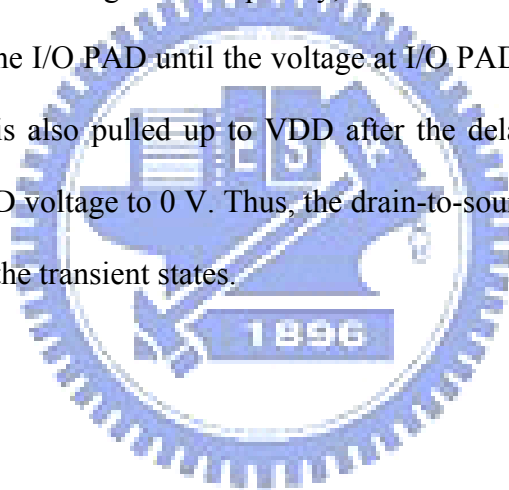 he I/O PAD until the voltage at I/O PAD
is also pulled up to VDD after the dela
D voltage to 0 V. Thus, the drain-to-sour
the transient states.
E S
1896